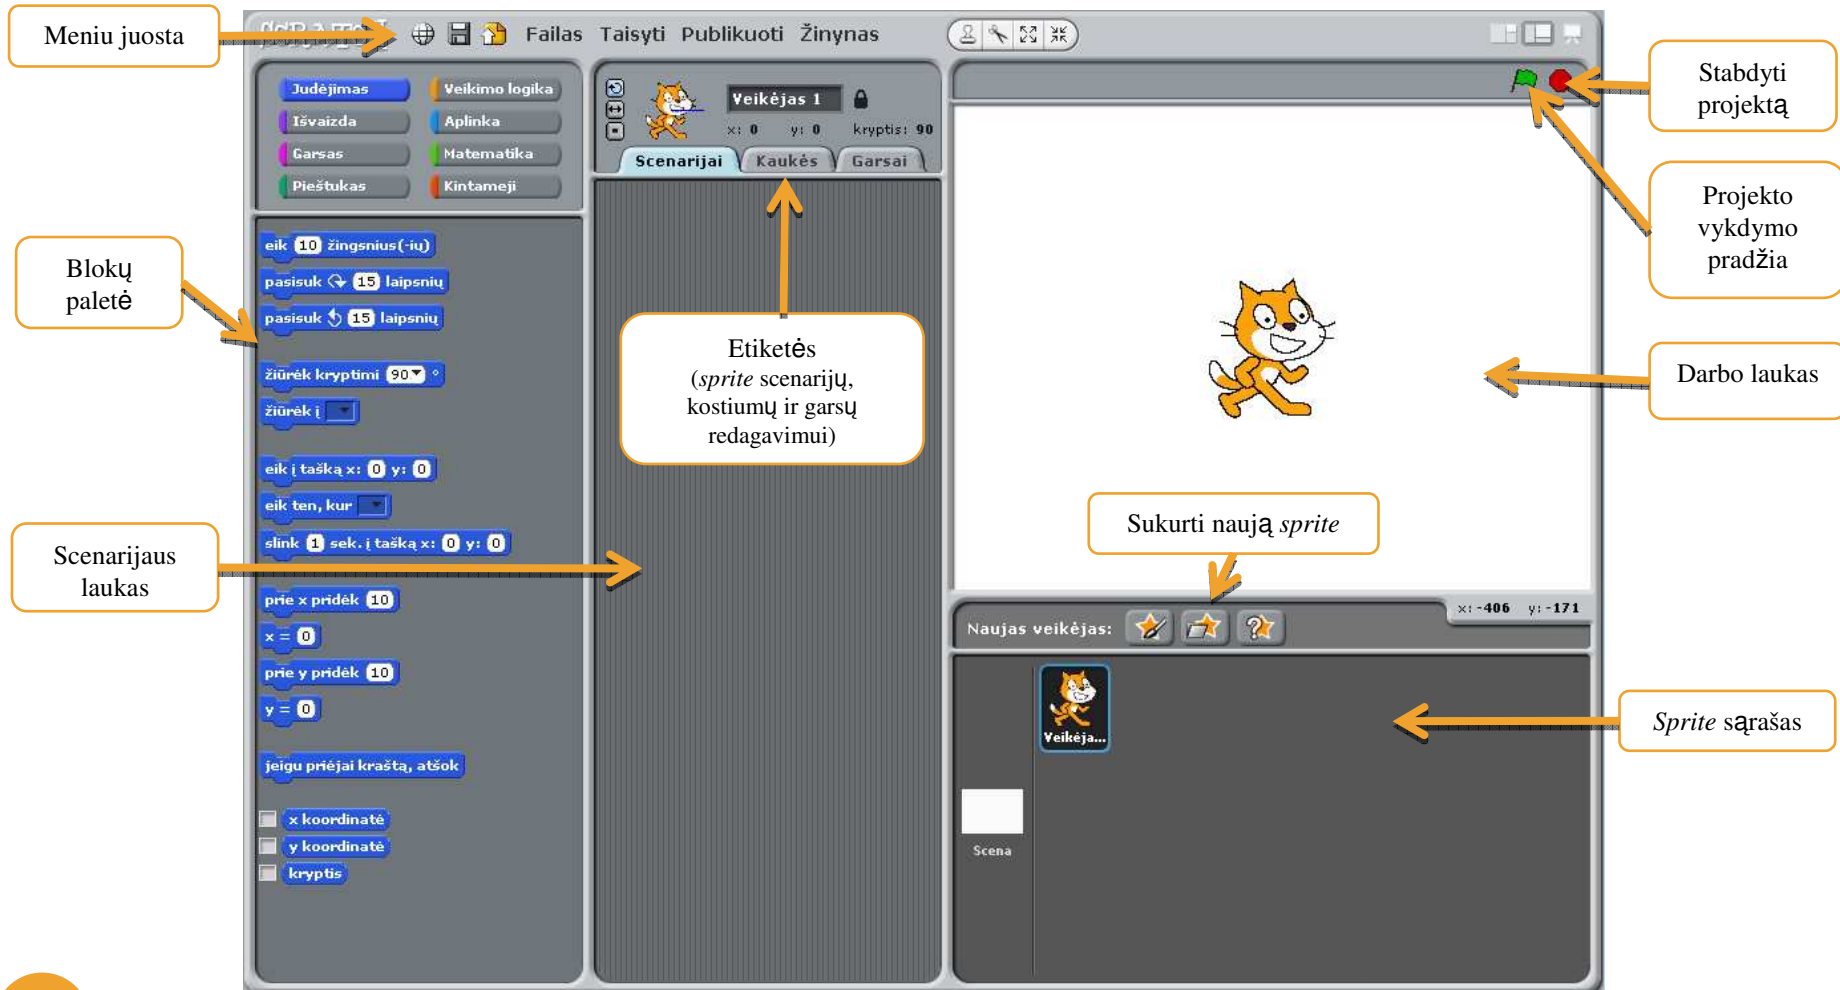 Meniu juosta
SCRATCH
Failas Taisyti Publikuoti Žinynas
Judėjimas
Veikimo logika
Išvaizda
Aplinka
Garsas
Matematika
Pieštukas
Kintameji
Veikėjas 1
x: 0 y: 0 kryptis: 90
Scenarijai
Kaukės
Garsai
Stabdyti
projektą
Projekto
vykdymo
pradžia
Blokų
paletė
eik 10 žingsnius(-ių)
pasisuk 15 laipsnių
pasisuk 15 laipsnių
žiūrėk kryptimi 90 °
žiūrėk į
eik į tašką x: 0 y: 0
eik ten, kur
slink 1 sek. į tašką x: 0 y: 0
prie x pridėk 10
x = 0
prie y pridėk 10
y = 0
jeigu priėjai kraštą, atšok
x koordinatė
y koordinatė
kryptis
Etiketės
(sprite scenarijų,
kostiumų ir garsų
redagavimui)
Darbo laukas
Sukurti naują sprite
Scenarijaus
laukas
x: -406 y: -171
Naujas veikėjas:
Veikėja...
Scena
Sprite sąrašas